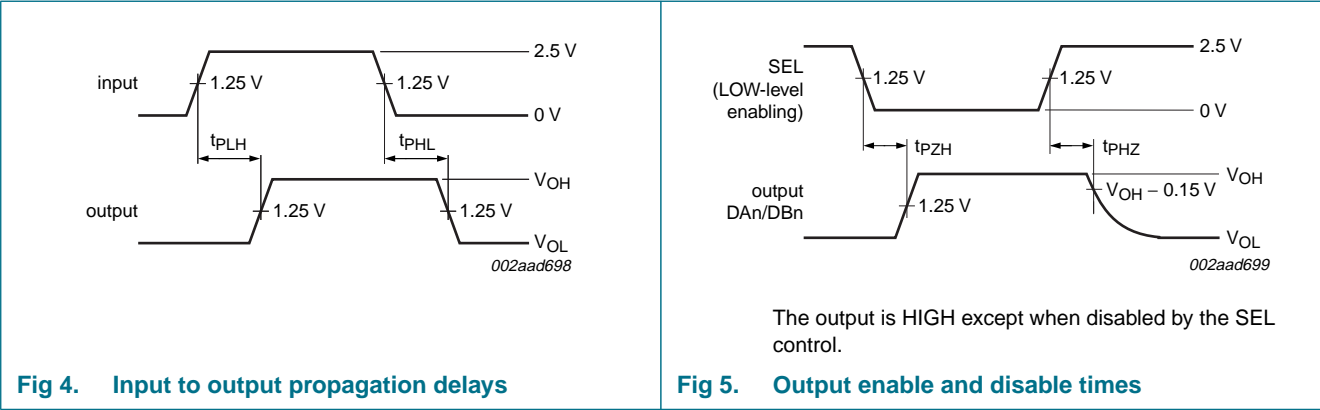 2.5 V
input
1.25 V
1.25 V
0 V
tPLH
tPHL
VOH
output
1.25 V
1.25 V
VOL
002aad698
Fig 4. Input to output propagation delays
2.5 V
SEL
(LOW-level
enabling)
1.25 V
1.25 V
0 V
tPZH
tPHZ
VOH
VOH − 0.15 V
output
DAn/DBn
1.25 V
VOL
002aad699
The output is HIGH except when disabled by the SEL
control.
Fig 5. Output enable and disable times